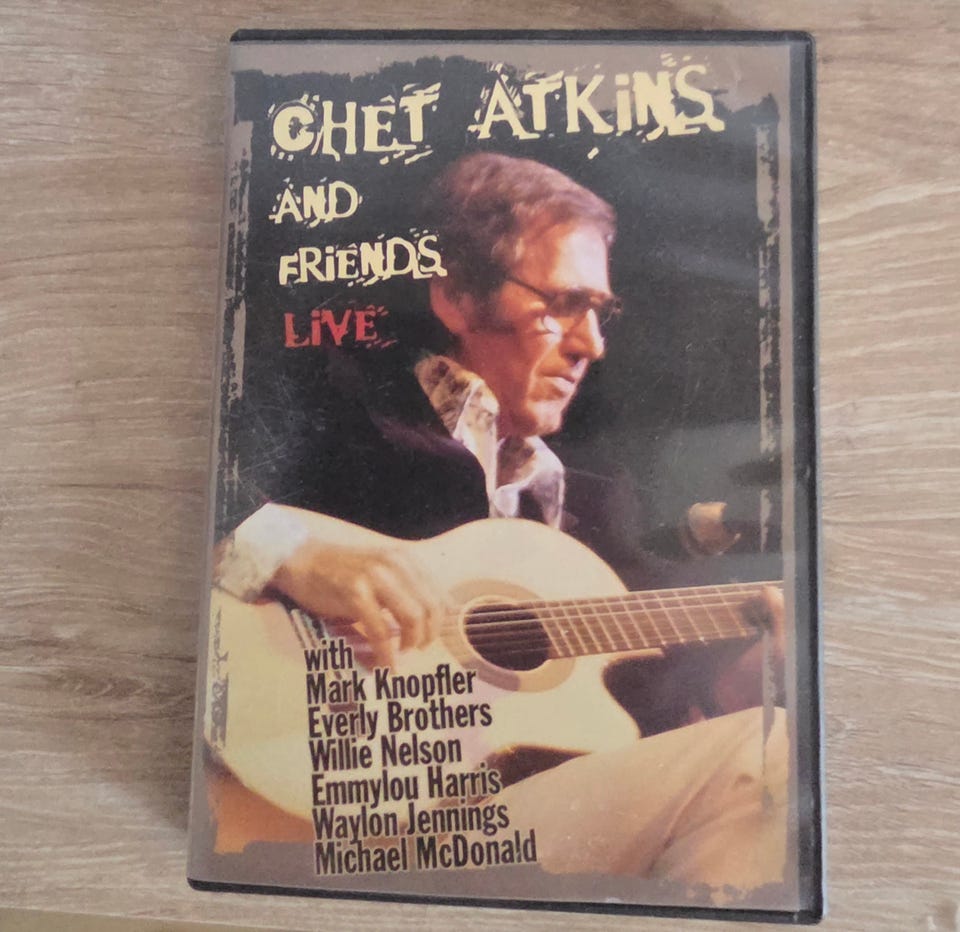 CHET ATKiNS
AND
FRiENDS
LiVE
with
Mark Knopfler
Everly Brothers
Willie Nelson
Emmylou Harris
Waylon Jennings
Michael McDonald